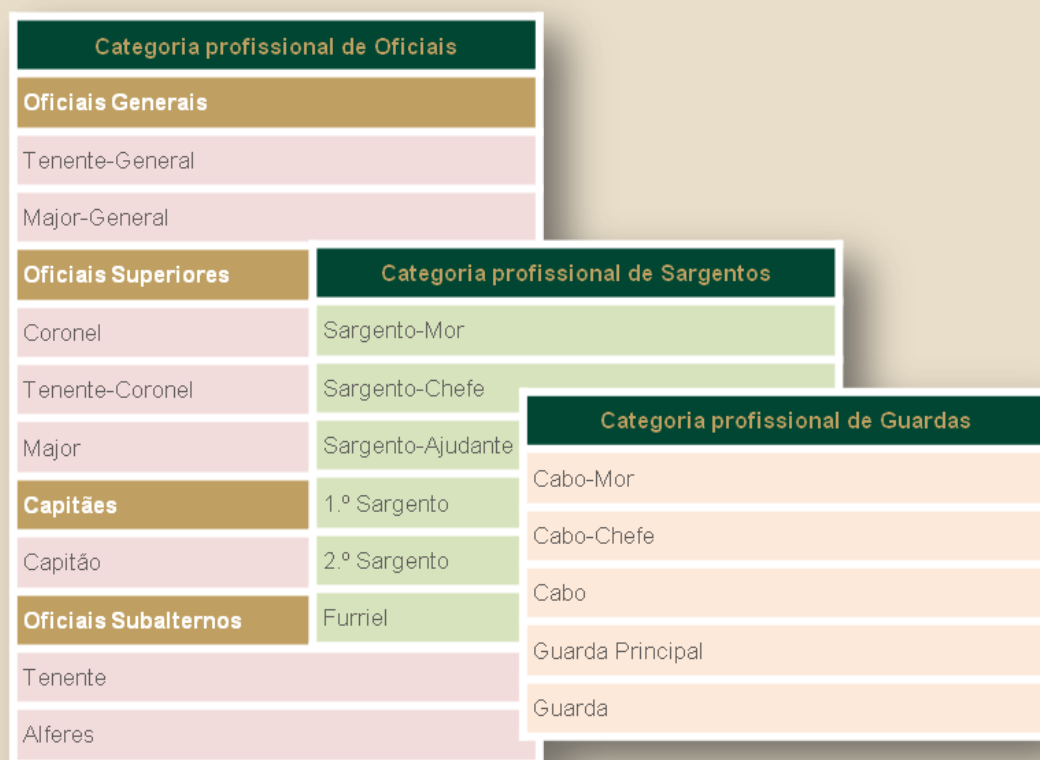 Categoria profissional de Oficiais
Oficiais Generais
Tenente-General
Major-General
Oficiais Superiores
Coronel
Tenente-Coronel
Major
Capitães
Capitão
Oficiais Subalternos
Tenente
Alferes
Categoria profissional de Sargentos
Sargento-Mor
Sargento-Chefe
Sargento-Ajudante
1.º Sargento
2.º Sargento
Furriel
Categoria profissional de Guardas
Cabo-Mor
Cabo-Chefe
Cabo
Guarda Principal
Guarda